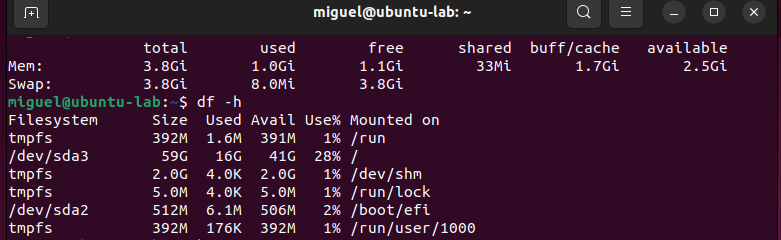 miguel@ubuntu-lab: ~
total used free shared buff/cache available
Mem: 3.8Gi 1.0Gi 1.1Gi 33Mi 1.7Gi 2.5Gi
Swap: 3.8Gi 8.0Mi 3.8Gi
miguel@ubuntu-lab:~$ df -h
Filesystem Size Used Avail Use% Mounted on
tmpfs 392M 1.6M 391M 1% /run
/dev/sda3 59G 16G 41G 28% /
tmpfs 2.0G 4.0K 2.0G 1% /dev/shm
tmpfs 5.0M 4.0K 5.0M 1% /run/lock
/dev/sda2 512M 6.1M 506M 2% /boot/efi
tmpfs 392M 176K 392M 1% /run/user/1000